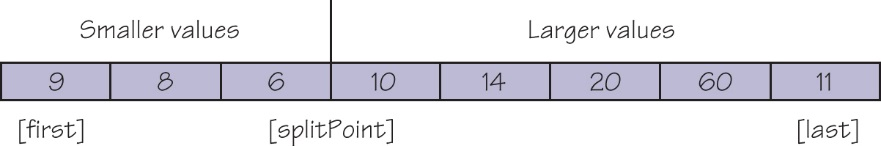 Smaller values Larger values
9 8 6 10 14 20 60 11
[first] [splitPoint] [last]